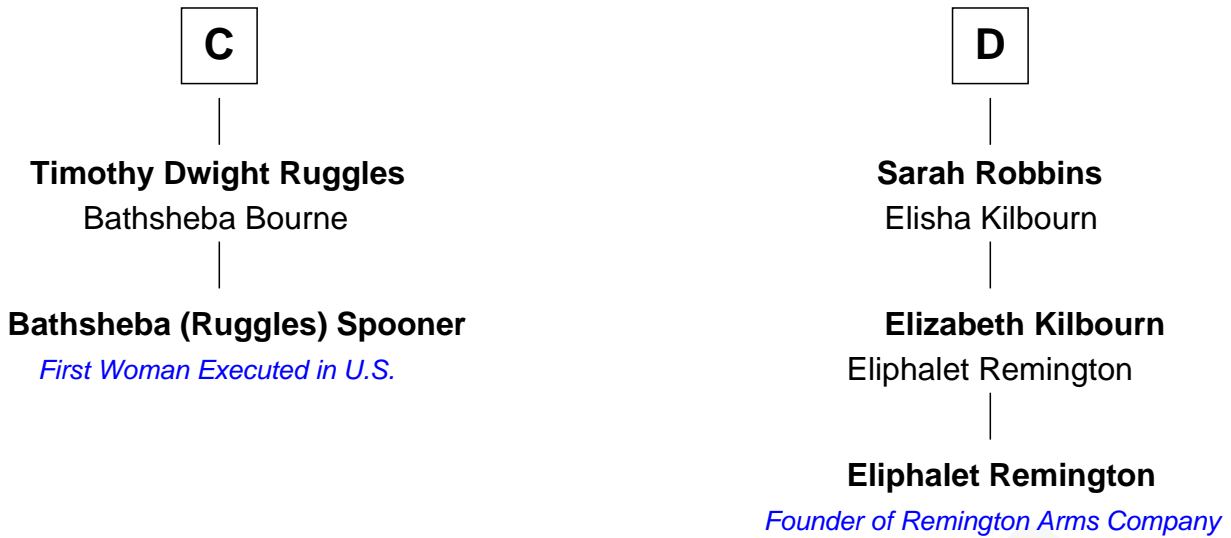 C
Timothy Dwight Ruggles
Bathsheba Bourne
Bathsheba (Ruggles) Spooner
First Woman Executed in U.S.
D
Sarah Robbins
Elisha Kilbourn
Elizabeth Kilbourn
Eliphalet Remington
Eliphalet Remington
Founder of Remington Arms Company